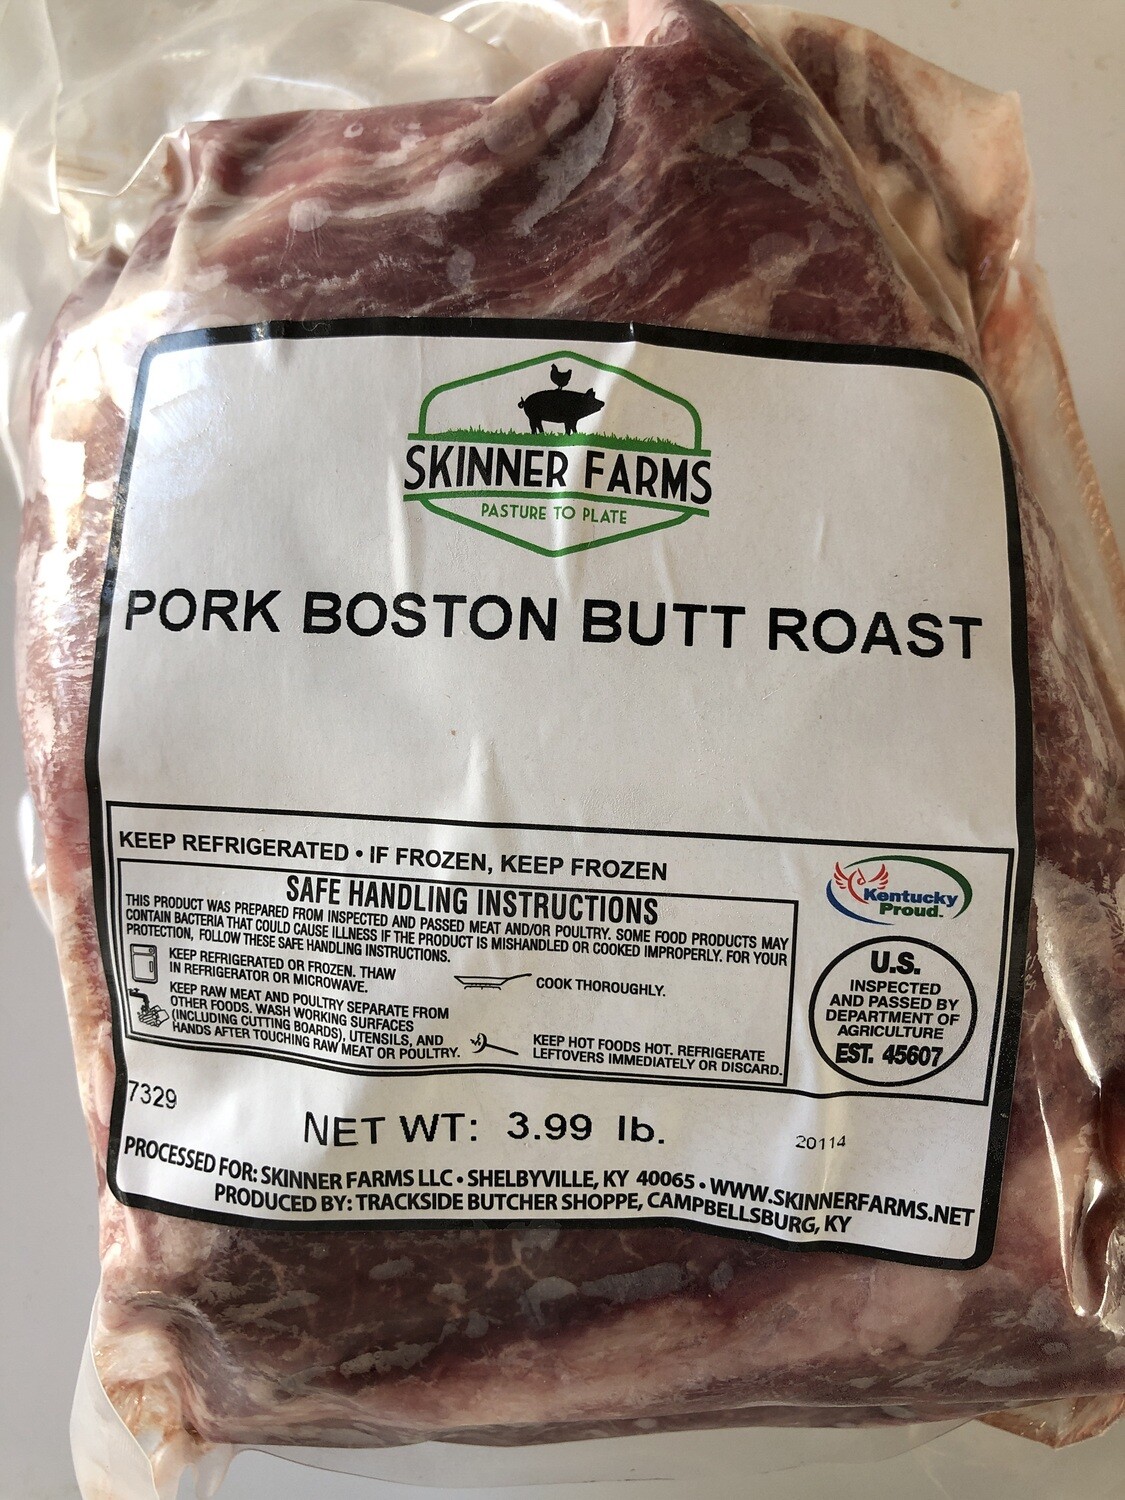 SKINNER FARMS
PASTURE TO PLATE
PORK BOSTON BUTT ROAST
KEEP REFRIGERATED • IF FROZEN, KEEP FROZEN
SAFE HANDLING INSTRUCTIONS
THIS PRODUCT WAS PREPARED FROM INSPECTED AND PASSED MEAT AND/OR POULTRY. SOME FOOD PRODUCTS MAY
CONTAIN BACTERIA THAT COULD CAUSE ILLNESS IF THE PRODUCT IS MISHANDLED OR COOKED IMPROPERLY. FOR YOUR
PROTECTION, FOLLOW THESE SAFE HANDLING INSTRUCTIONS.
KEEP REFRIGERATED OR FROZEN. THAW
IN REFRIGERATOR OR MICROWAVE.
KEEP RAW MEAT AND POULTRY SEPARATE FROM
OTHER FOODS. WASH WORKING SURFACES
(INCLUDING CUTTING BOARDS), UTENSILS, AND
HANDS AFTER TOUCHING RAW MEAT OR POULTRY.
COOK THOROUGHLY.
KEEP HOT FOODS HOT. REFRIGERATE
LEFTOVERS IMMEDIATELY OR DISCARD.
Kentucky
Proud.
U.S.
INSPECTED
AND PASSED BY
DEPARTMENT OF
AGRICULTURE
EST. 45607
7329
NET WT: 3.99 lb.
20114
PROCESSED FOR: SKINNER FARMS LLC • SHELBYVILLE, KY 40065 • WWW.SKINNERFARMS.NET
PRODUCED BY: TRACKSIDE BUTCHER SHOPPE, CAMPBELLSBURG, KY